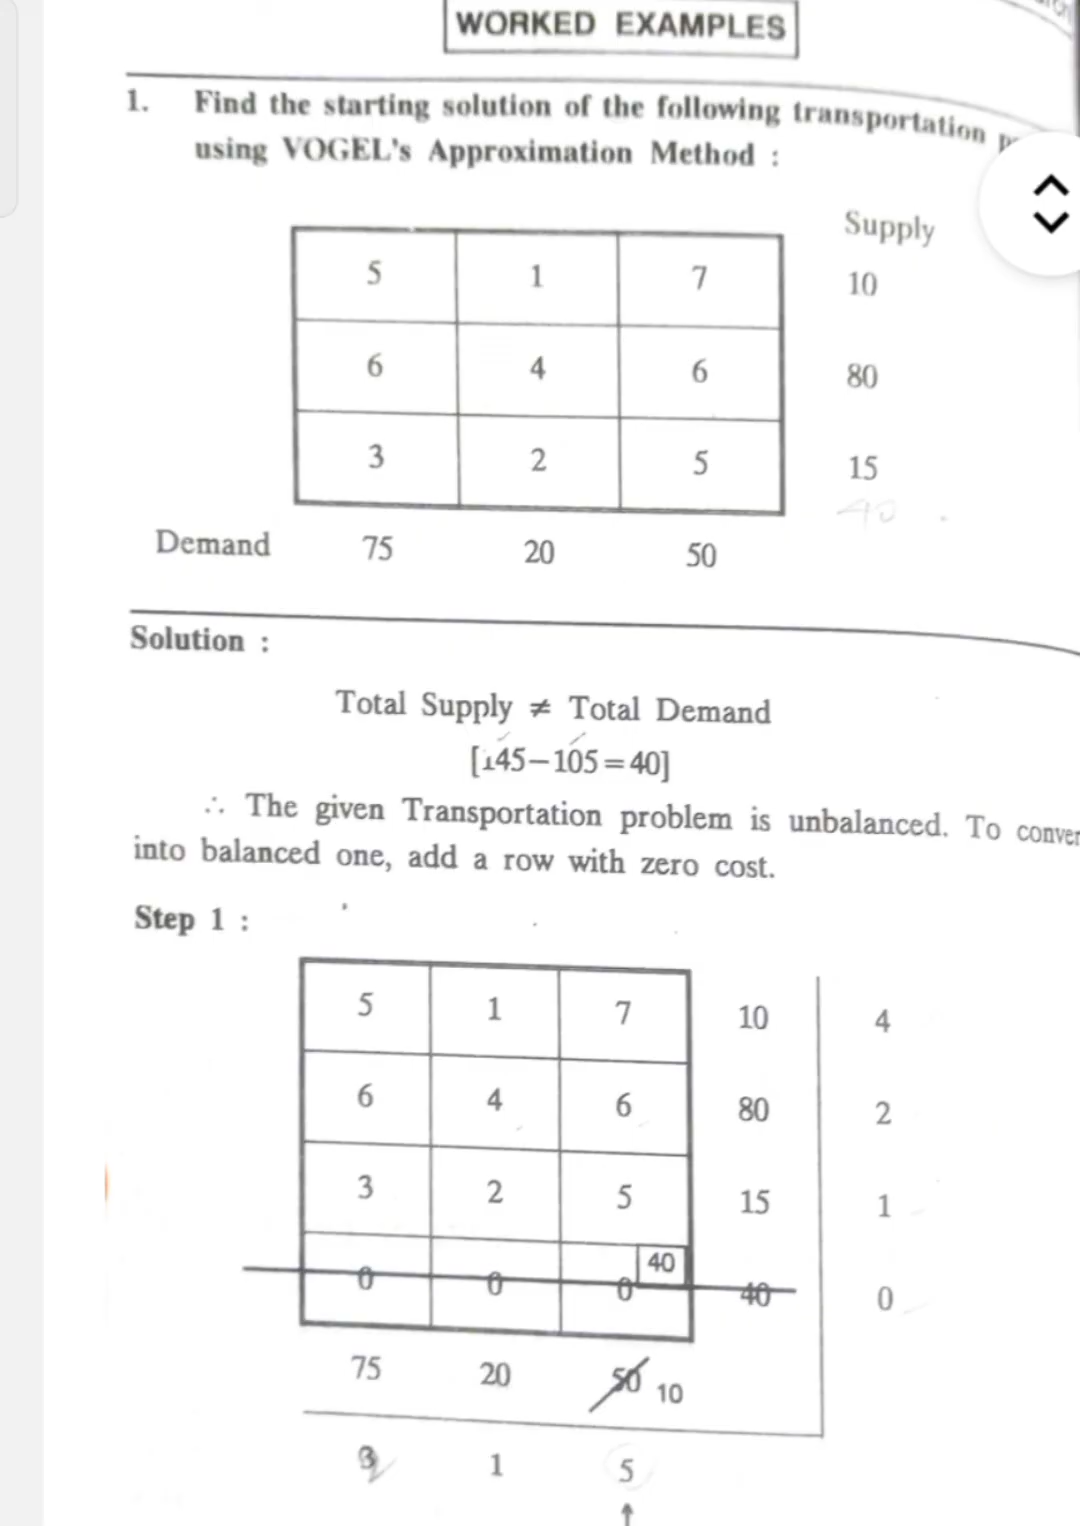 WORKED EXAMPLES
1. Find the starting solution of the following transportation
using VOGEL's Approximation Method :
Supply
5 1 7 10
6 4 6 80
3 2 5 15
40
Demand 75 20 50
Solution :
Total Supply ≠ Total Demand
[145−105=40]
∴ The given Transportation problem is unbalanced. To conver
into balanced one, add a row with zero cost.
Step 1 :
5 1 7 10 4
6 4 6 80 2
3 2 5 15 1
40
0 0 0 40 0
75 20 50 10
3 1 5
↑